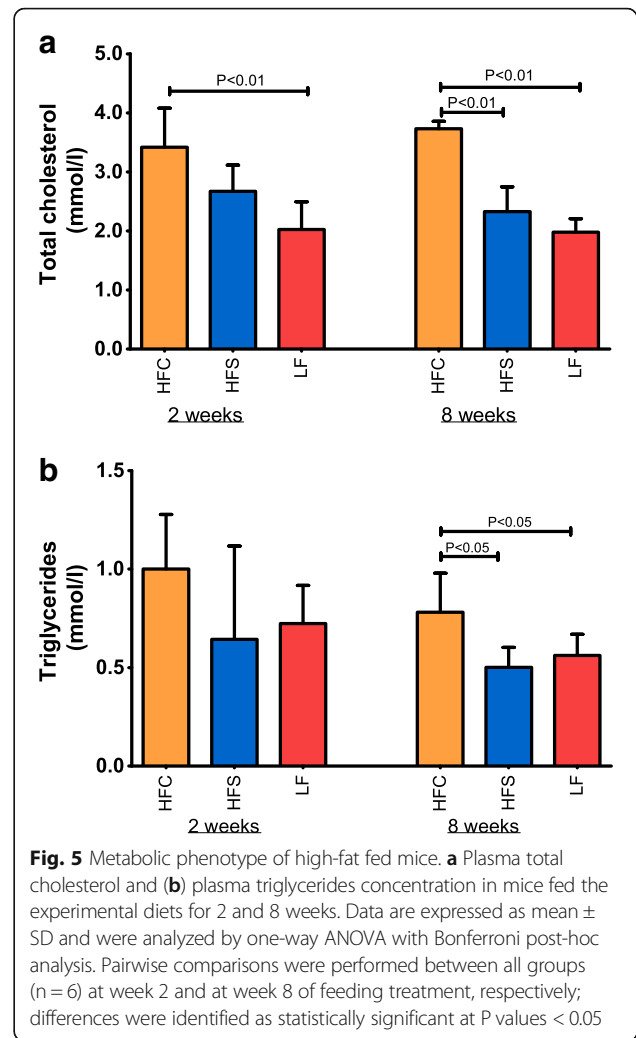 a
5.0
4.0
3.0
2.0
1.0
0.0
Total cholesterol
(mmol/l)
P<0.01
P<0.01
P<0.01
HFC
HFS
LF
HFC
HFS
LF
2 weeks
8 weeks
b
1.5
1.0
0.5
0.0
Triglycerides
(mmol/l)
P<0.05
P<0.05
HFC
HFS
LF
HFC
HFS
LF
2 weeks
8 weeks
Fig. 5 Metabolic phenotype of high-fat fed mice. a Plasma total
cholesterol and (b) plasma triglycerides concentration in mice fed the
experimental diets for 2 and 8 weeks. Data are expressed as mean ±
SD and were analyzed by one-way ANOVA with Bonferroni post-hoc
analysis. Pairwise comparisons were performed between all groups
(n = 6) at week 2 and at week 8 of feeding treatment, respectively;
differences were identified as statistically significant at P values < 0.05